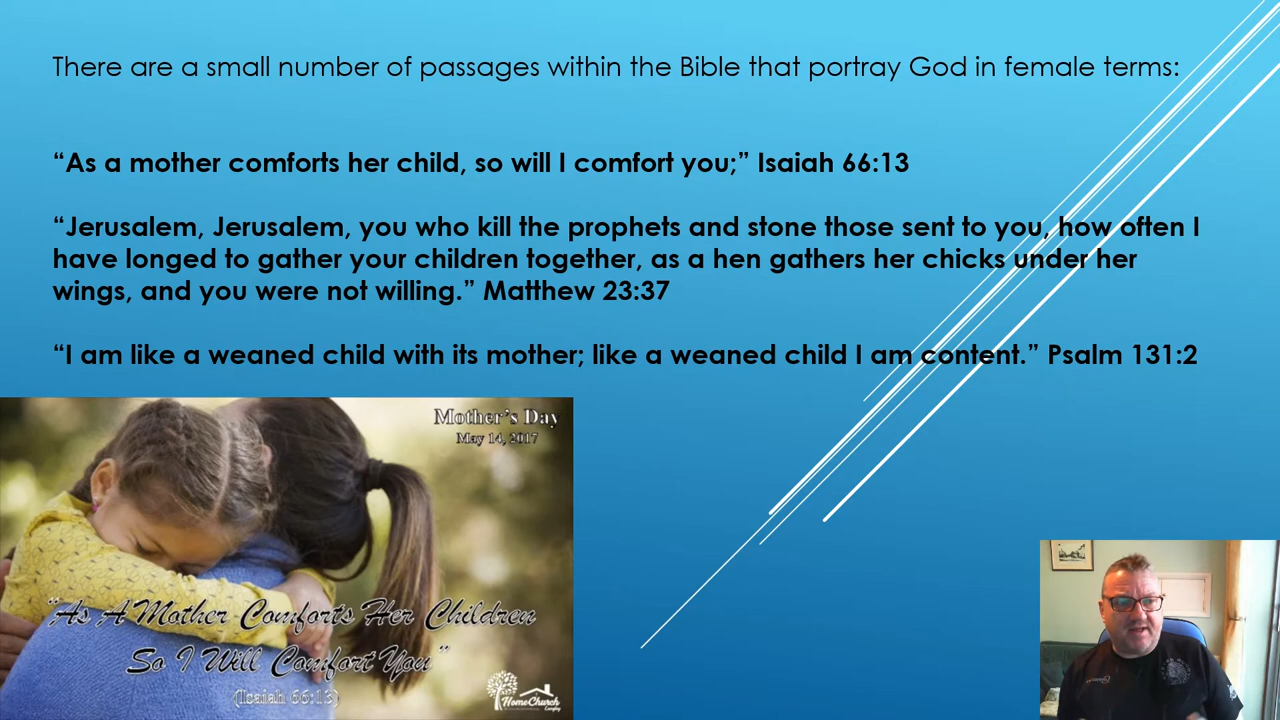 There are a small number of passages within the Bible that portray God in female terms:
“As a mother comforts her child, so will I comfort you;” Isaiah 66:13
“Jerusalem, Jerusalem, you who kill the prophets and stone those sent to you, how often I
have longed to gather your children together, as a hen gathers her chicks under her
wings, and you were not willing.” Matthew 23:37
“I am like a weaned child with its mother; like a weaned child I am content.” Psalm 131:2
Mother's Day
May 14, 2017
“As A Mother Comforts Her Children
So I Will Comfort You”
(Isaiah 66:13)
HomeChurch